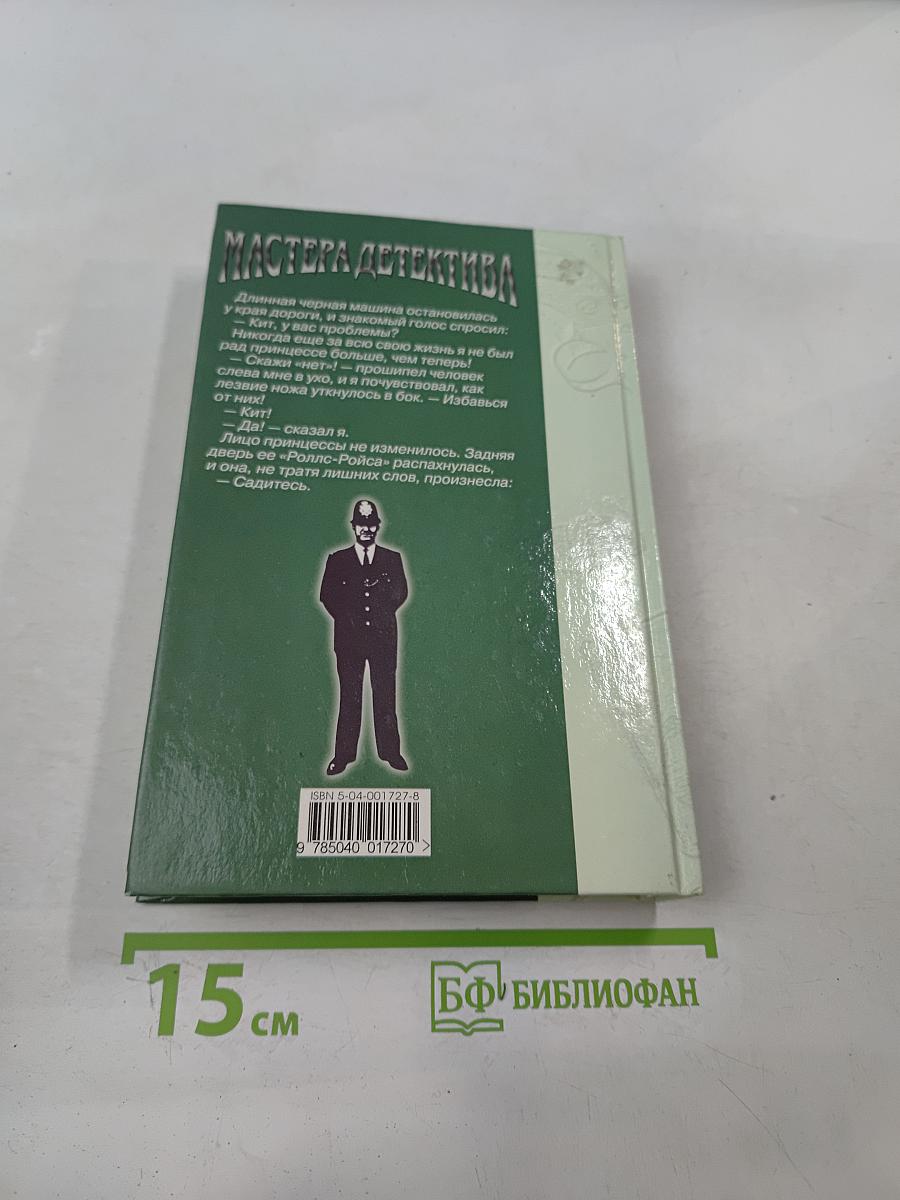 МАСТЕРА ДЕТЕКТИВА
Длинная черная машина остановилась
у края дороги, и знакомый голос спросил:
— Кит, у вас проблемы?
Никогда еще за всю свою жизнь я не был
рад принцессе больше, чем теперь!
— Скажи «нет»! — прошипел человек
слева мне в ухо, и я почувствовал, как
лезвие ножа уткнулось в бок. — Избавься
от них!
— Кит!
— Да! — сказал я.
Лицо принцессы не изменилось. Задняя
дверь ее «Роллс-Ройса» распахнулась,
и она, не тратя лишних слов, произнесла:
— Садитесь.
ISBN 5-04-001727-8
9 785040 017270 >
15 см
БФ БИБЛИОФАН